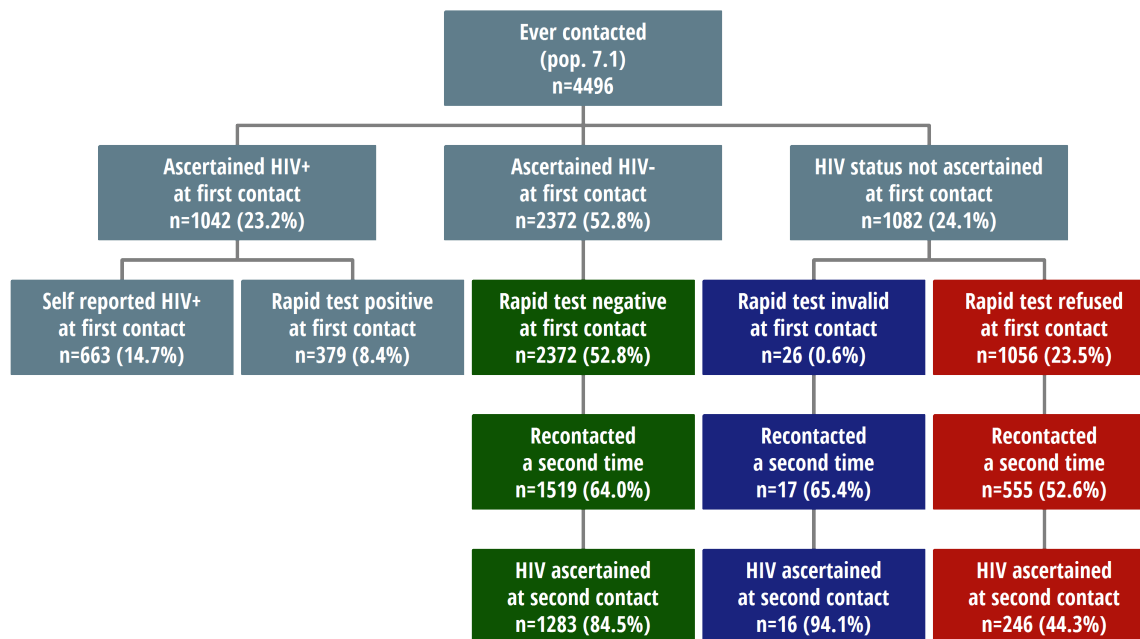 Ever contacted
(pop. 7.1)
n=4496
Ascertained HIV+
at first contact
n=1042 (23.2%)
Ascertained HIV-
at first contact
n=2372 (52.8%)
HIV status not ascertained
at first contact
n=1082 (24.1%)
Self reported HIV+
at first contact
n=663 (14.7%)
Rapid test positive
at first contact
n=379 (8.4%)
Rapid test negative
at first contact
n=2372 (52.8%)
Rapid test invalid
at first contact
n=26 (0.6%)
Rapid test refused
at first contact
n=1056 (23.5%)
Recontacted
a second time
n=1519 (64.0%)
Recontacted
a second time
n=17 (65.4%)
Recontacted
a second time
n=555 (52.6%)
HIV ascertained
at second contact
n=1283 (84.5%)
HIV ascertained
at second contact
n=16 (94.1%)
HIV ascertained
at second contact
n=246 (44.3%)